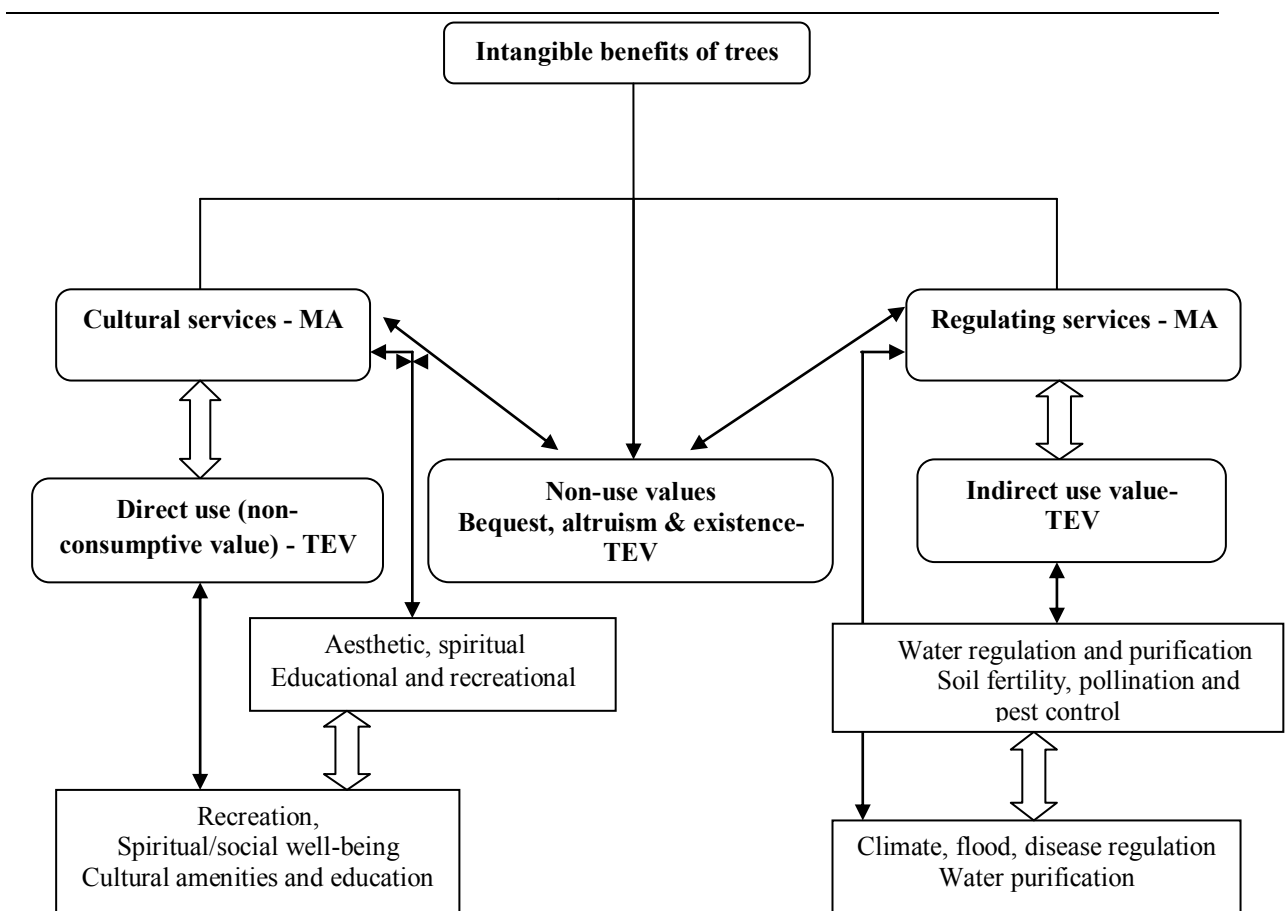 Intangible benefits of trees
Cultural services - MA
Regulating services - MA
Direct use (non-
consumptive value) - TEV
Non-use values
Bequest, altruism & existence-
TEV
Indirect use value-
TEV
Aesthetic, spiritual
Educational and recreational
Water regulation and purification
Soil fertility, pollination and
pest control
Recreation,
Spiritual/social well-being
Cultural amenities and education
Climate, flood, disease regulation
Water purification